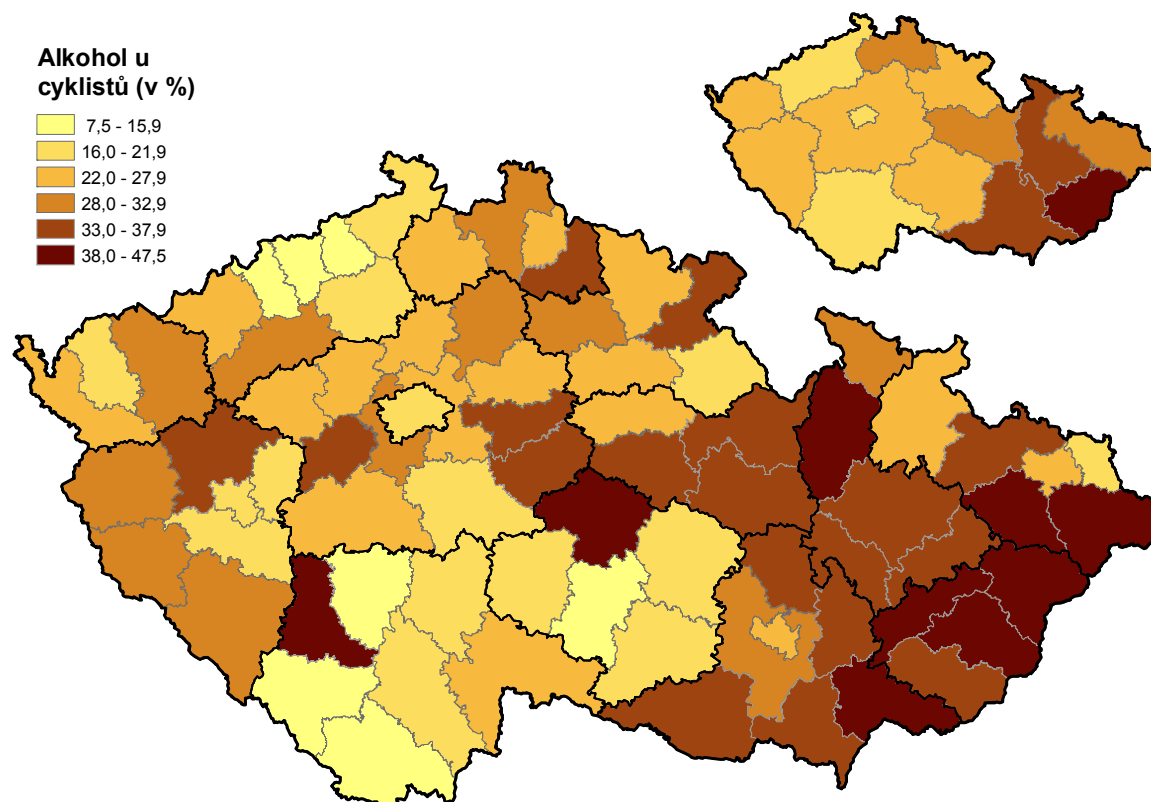 Alkohol u
cyklistů (v %)
7,5 - 15,9
16,0 - 21,9
22,0 - 27,9
28,0 - 32,9
33,0 - 37,9
38,0 - 47,5